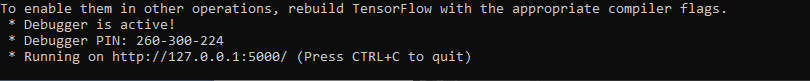 To enable them in other operations, rebuild TensorFlow with the appropriate compiler flags.
* Debugger is active!
* Debugger PIN: 260-300-224
* Running on http://127.0.0.1:5000/ (Press CTRL+C to quit)